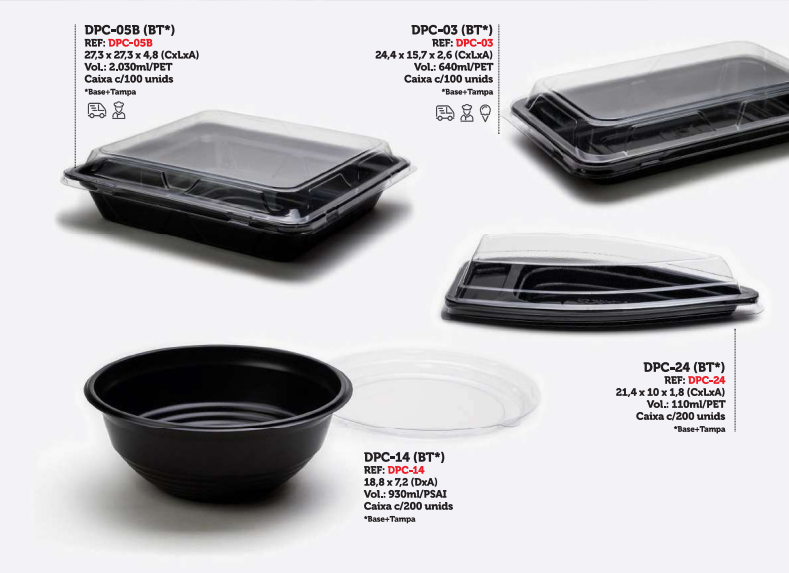 DPC-05B (BT*)
REF: DPC-05B
27,3 x 27,3 x 4,8 (CxLxA)
Vol.: 2.030ml/PET
Caixa c/100 unids
*Base+Tampa
DPC-03 (BT*)
REF: DPC-03
24,4 x 15,7 x 2,6 (CxLxA)
Vol.: 640ml/PET
Caixa c/100 unids
*Base+Tampa
DPC-24 (BT*)
REF: DPC-24
21,4 x 10 x 1,8 (CxLxA)
Vol.: 110ml/PET
Caixa c/200 unids
*Base+Tampa
DPC-14 (BT*)
REF: DPC-14
18,8 x 7,2 (DxA)
Vol.: 930ml/PSAI
Caixa c/200 unids
*Base+Tampa